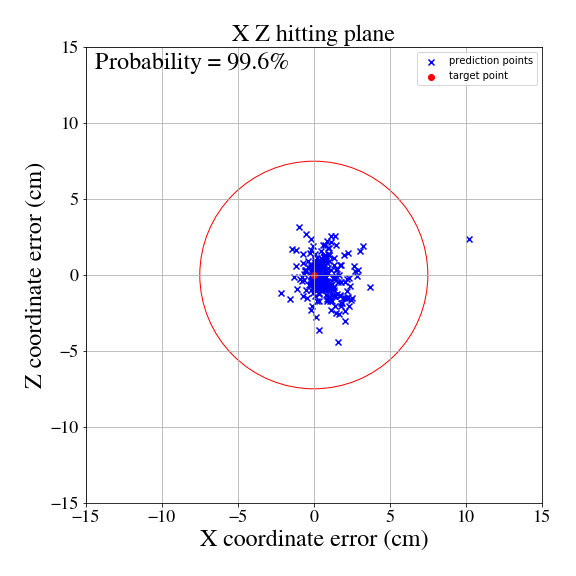 X Z hitting plane
Probability = 99.6%
prediction points
target point
15
10
5
0
−5
−10
−15
−15
−10
−5
0
5
10
15
Z coordinate error (cm)
X coordinate error (cm)